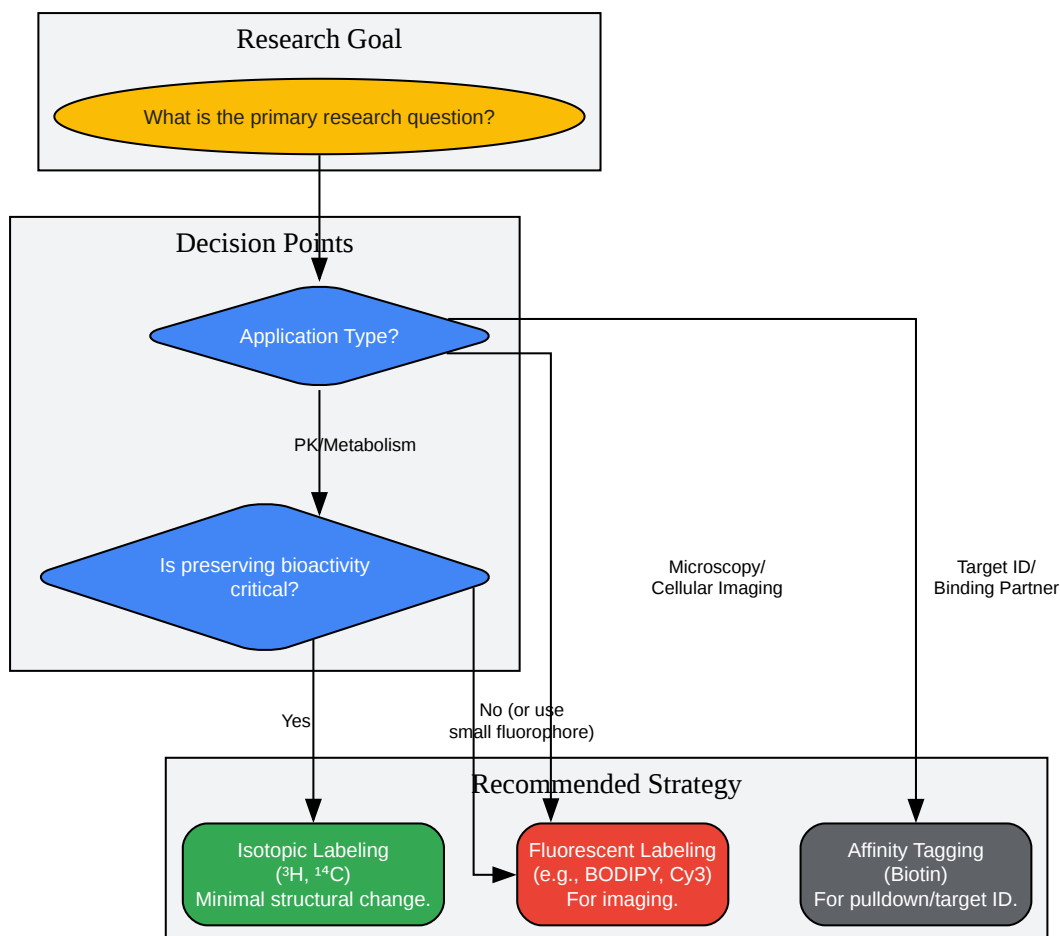 Research Goal
What is the primary research question?
Decision Points
Application Type?
PK/Metabolism
Is preserving bioactivity
critical?
Microscopy/
Cellular Imaging
Target ID/
Binding Partner
Yes
No (or use
small fluorophore)
Recommended Strategy
Isotopic Labeling
(³H, ¹⁴C)
Minimal structural change.
Fluorescent Labeling
(e.g., BODIPY, Cy3)
For imaging.
Affinity Tagging
(Biotin)
For pulldown/target ID.